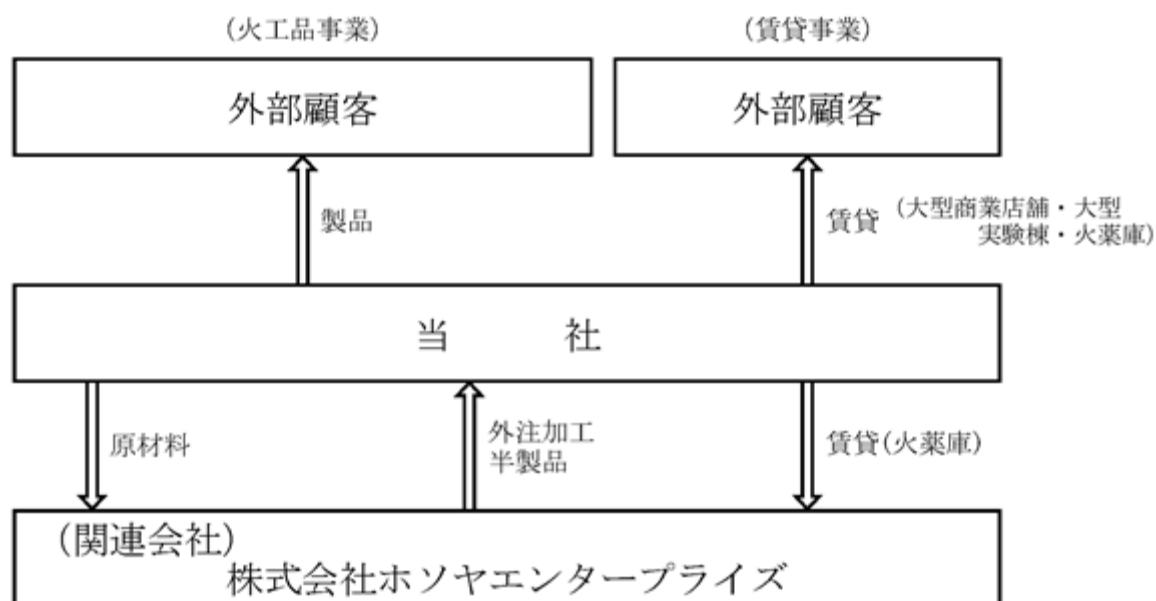 (火工品事業)
(賃貸事業)
外部顧客
外部顧客
製品
賃貸
(大型商業店舗・大型
実験棟・火薬庫)
当　　　社
原材料
外注加工
半製品
賃貸(火薬庫)
(関連会社)
株式会社ホソヤエンタープライズ